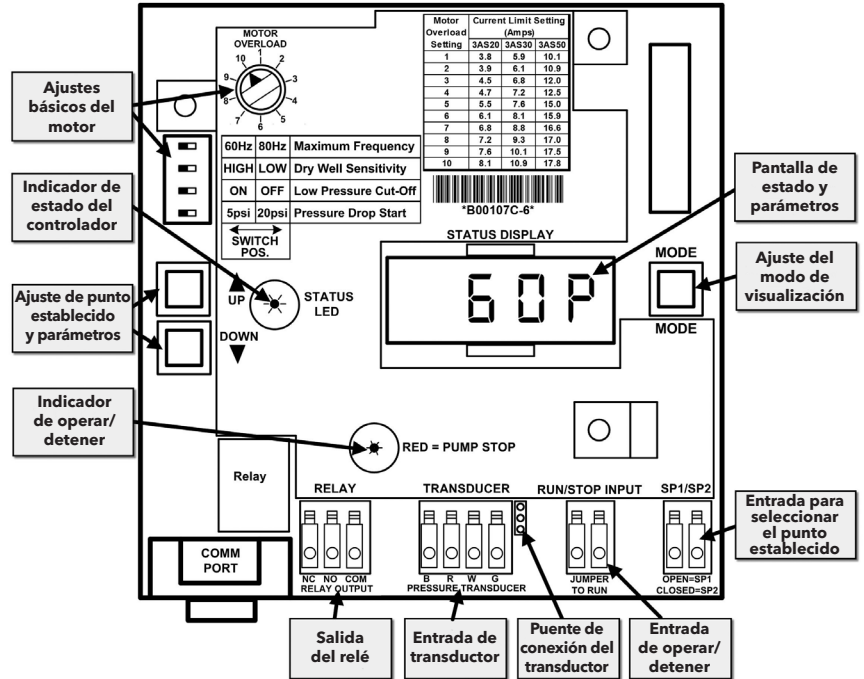 MOTOR
OVERLOAD
1
2
3
4
5
6
7
8
9
10
Motor Overload Setting Current Limit Setting (Amps)
3AS20 3AS30 3AS50
1 3.8 5.9 10.1
2 3.9 6.1 10.9
3 4.5 6.8 12.0
4 4.7 7.2 12.5
5 5.5 7.6 15.0
6 6.1 8.1 15.9
7 6.8 8.8 16.6
8 7.2 9.3 17.0
9 7.6 10.1 17.5
10 8.1 10.9 17.8
*B00107C-6*
Ajustes
básicos del
motor
60Hz 80Hz Maximum Frequency
HIGH LOW Dry Well Sensitivity
ON OFF Low Pressure Cut-Off
5psi 20psi Pressure Drop Start
SWITCH
POS.
Indicador de
estado del
controlador
Pantalla de
estado y
parámetros
STATUS DISPLAY
60P
MODE
MODE
Ajuste del
modo de
visualización
Ajuste de punto
establecido
y parámetros
UP
DOWN
STATUS
LED
Indicador
de operar/
detener
RED = PUMP STOP
Relay
RELAY
TRANSDUCER
RUN/STOP INPUT
SP1/SP2
Entrada para
seleccionar
el punto
establecido
COMM
PORT
NC NO COM
RELAY OUTPUT
B R W G
PRESSURE TRANSDUCER
JUMPER
TO RUN
OPEN=SP1
CLOSED=SP2
Salida
del relé
Entrada de
transductor
Puente de
conexión del
transductor
Entrada
de operar/
detener